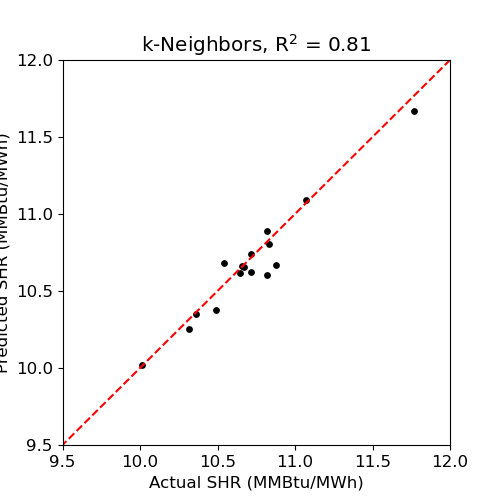 k-Neighbors, R² = 0.81
12.0
11.5
11.0
10.5
10.0
9.5
Predicted SHR (MMBtu/MWh)
9.5 10.0 10.5 11.0 11.5 12.0
Actual SHR (MMBtu/MWh)